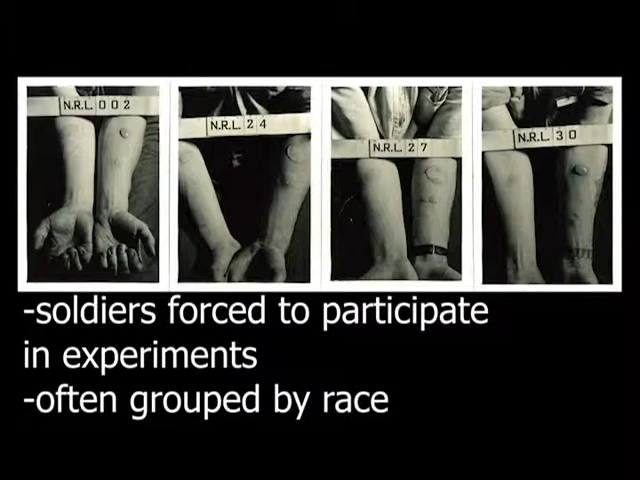 N.R.L. 0 0 2
N.R.L. 2 4
N.R.L. 2 7
N.R.L. 3 0
-soldiers forced to participate
in experiments
-often grouped by race